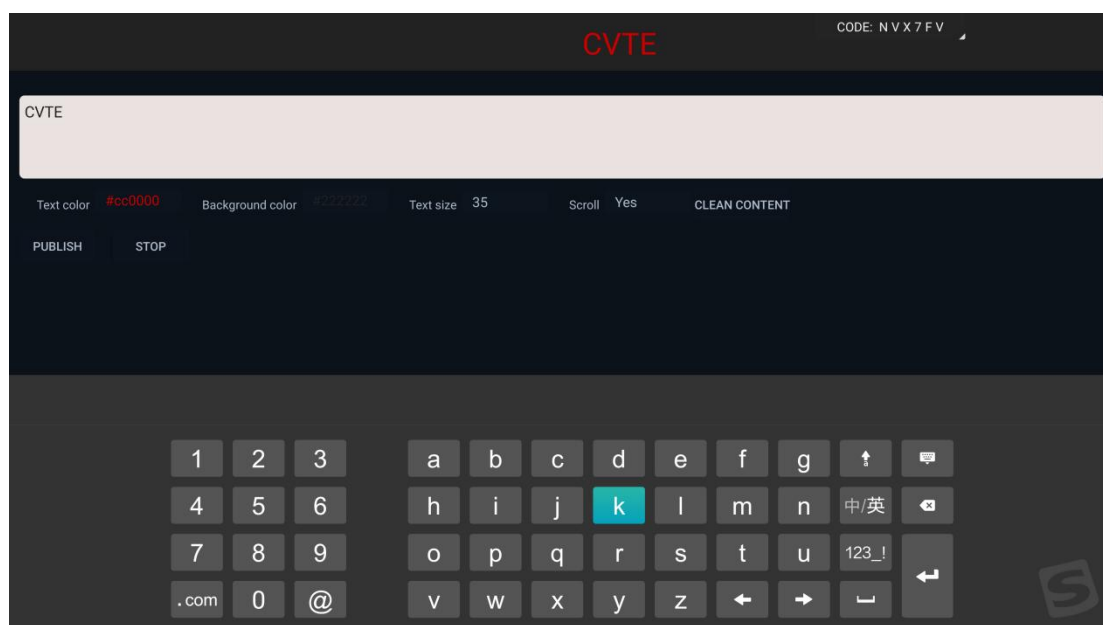 CODE: N V X 7 F V
CVTE
CVTE
Text color #cc0000 Background color #222222 Text size 35 Scroll Yes CLEAN CONTENT
PUBLISH STOP
1 2 3 a b c d e f g
4 5 6 h i j k l m n 中/英
7 8 9 o p q r s t u 123_!
.com 0 @ v w x y z